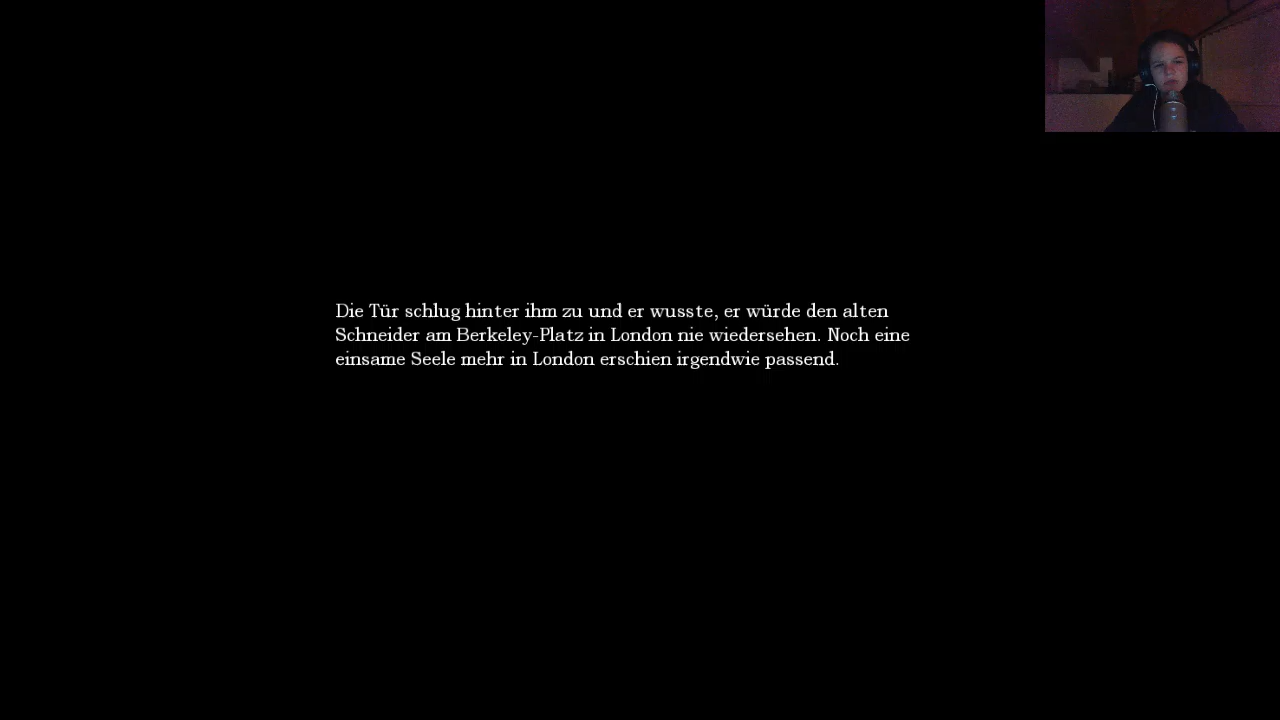 Die Tür schlug hinter ihm zu und er wusste, er würde den alten
Schneider am Berkeley-Platz in London nie wiedersehen. Noch eine
einsame Seele mehr in London erschien irgendwie passend.